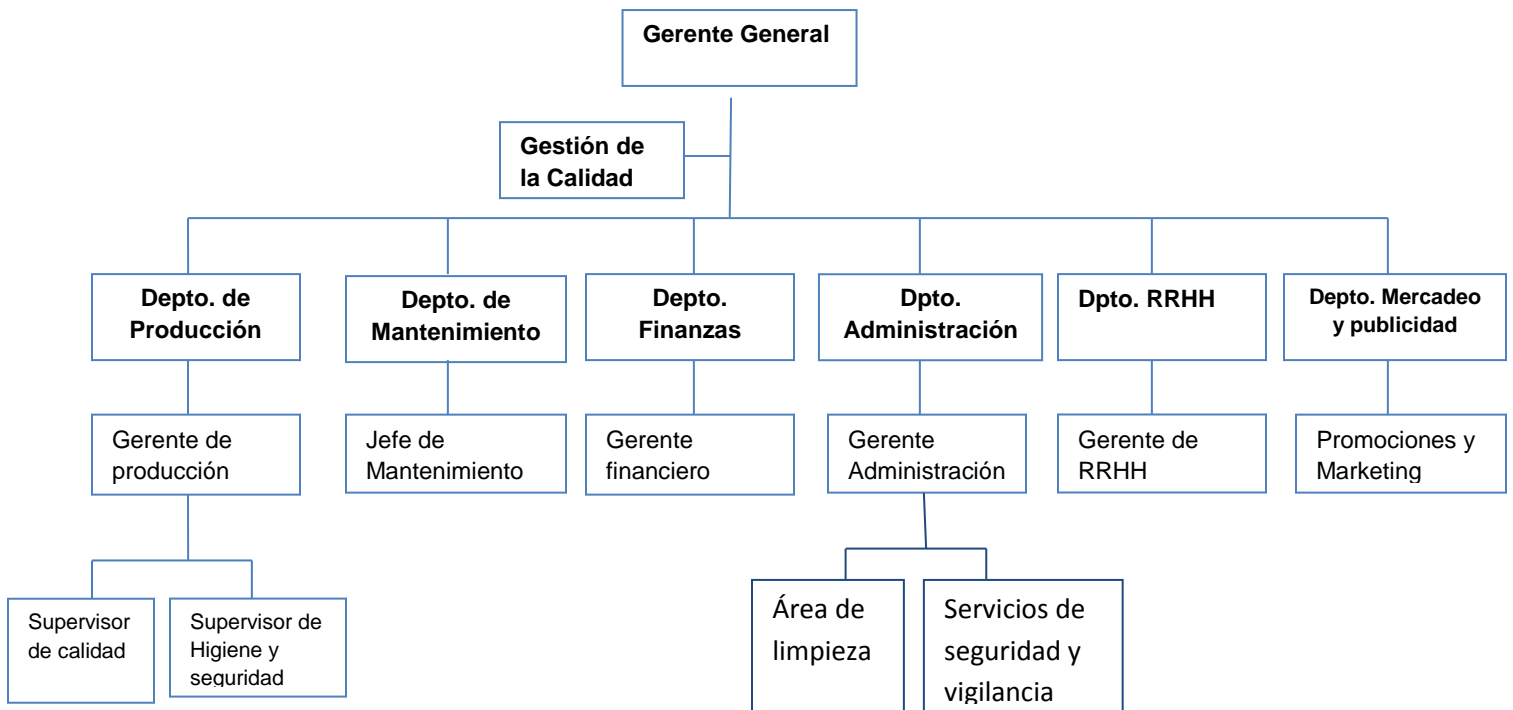 Gerente General
Gestión de
la Calidad
Depto. de
Producción
Depto. de
Mantenimiento
Depto.
Finanzas
Dpto.
Administración
Dpto. RRHH
Depto. Mercadeo
y publicidad
Gerente de
producción
Jefe de
Mantenimiento
Gerente
financiero
Gerente
Administración
Gerente de
RRHH
Promociones y
Marketing
Supervisor
de calidad
Supervisor de
Higiene y
seguridad
Área de
limpieza
Servicios de
seguridad y
vigilancia